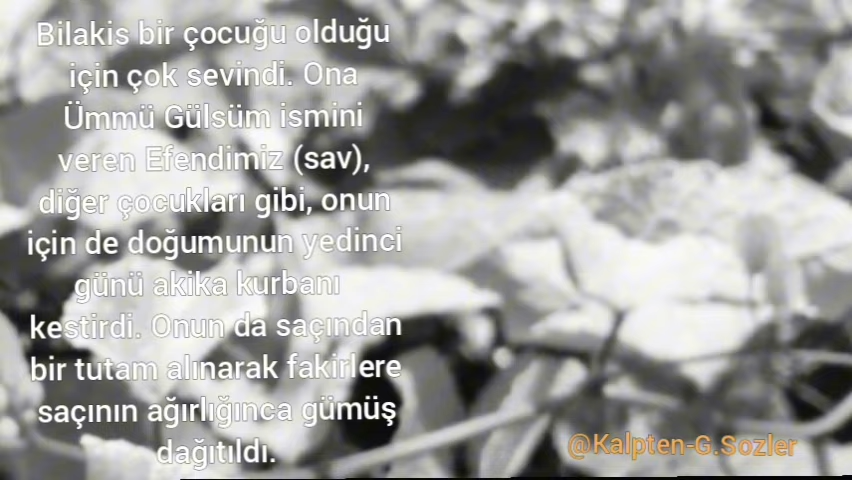 Bilakis bir çocuğu olduğu
için çok sevindi. Ona
Ümmü Gülsüm ismini
veren Efendimiz (sav),
diğer çocukları gibi, onun
için de doğumunun yedinci
günü akika kurbanı
kestirdi. Onun da saçından
bir tutam alınarak fakirlere
saçının ağırlığınca gümüş
dağıtıldı.
@Kalpten-G.Sozler